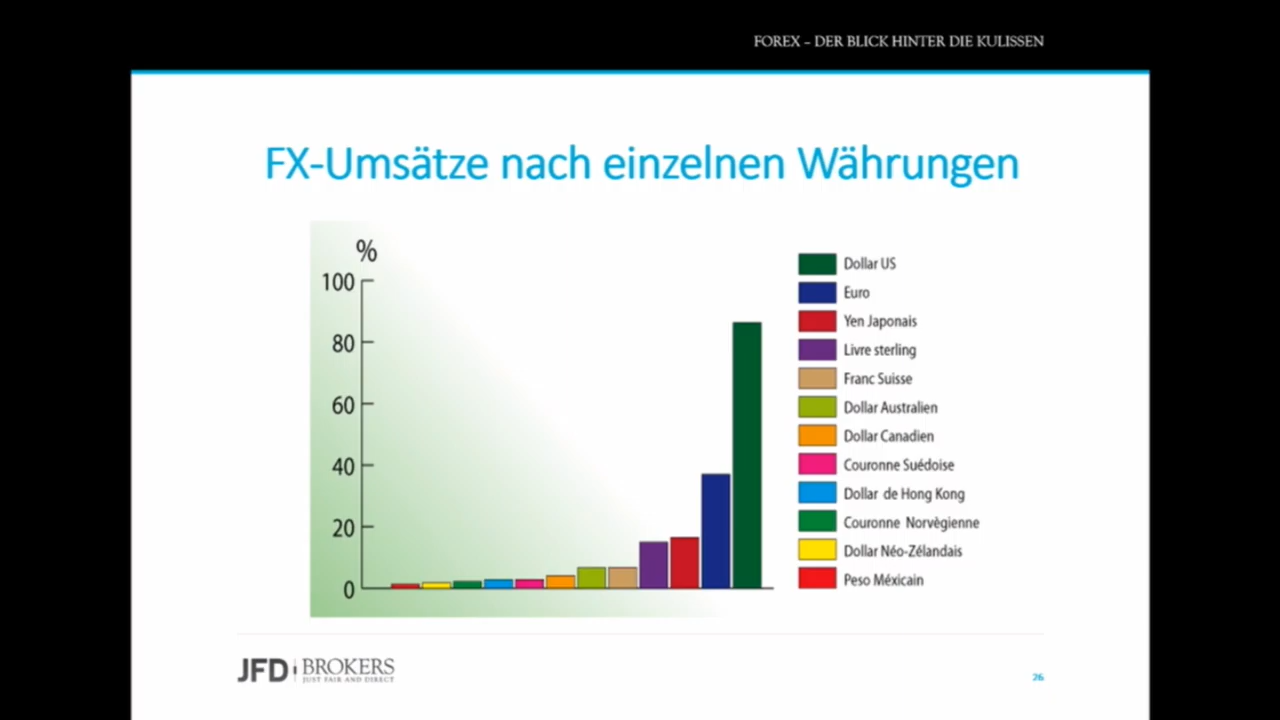 FOREX – DER BLICK HINTER DIE KULISSEN
FX-Umsätze nach einzelnen Währungen
%
100
80
60
40
20
0
Dollar US
Euro
Yen Japonais
Livre sterling
Franc Suisse
Dollar Australien
Dollar Canadien
Couronne Suédoise
Dollar de Hong Kong
Couronne Norvègienne
Dollar Néo-Zélandais
Peso Méxicain
JFD BROKERS
JUST FAIR AND DIRECT
26